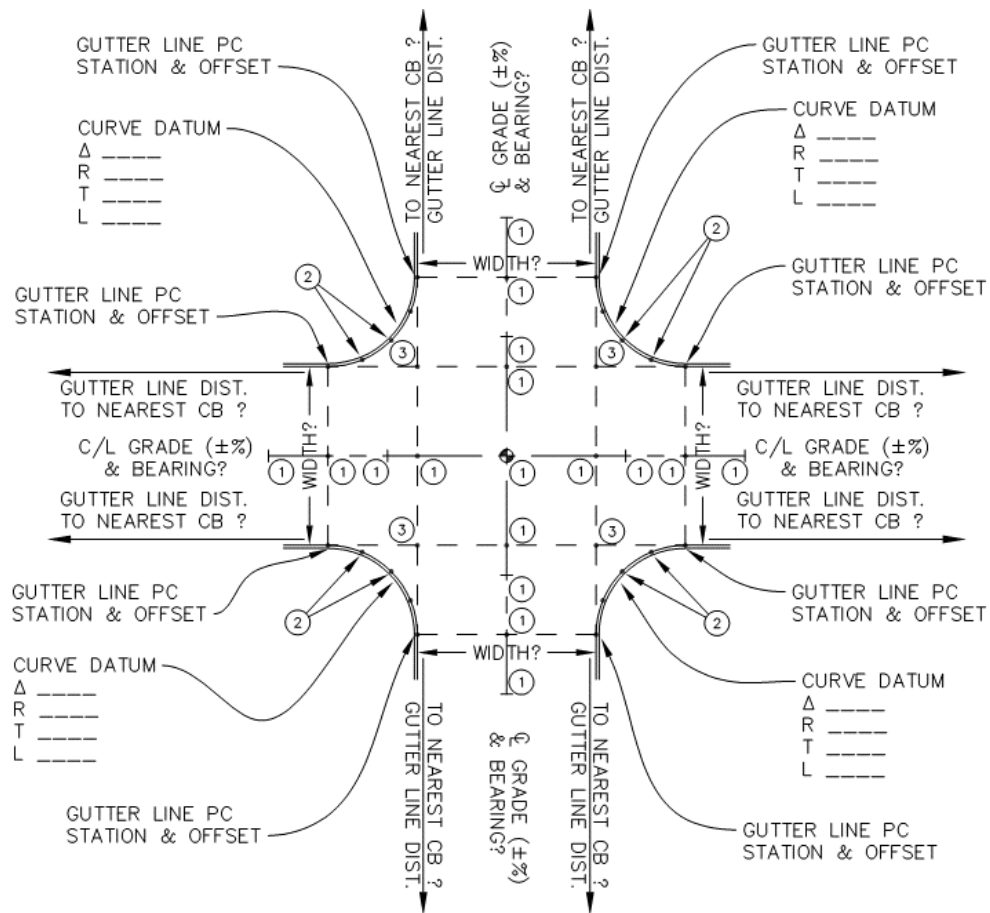 GUTTER LINE PC
STATION & OFFSET
TO NEAREST CB ?
GUTTER LINE DIST.
℄ GRADE (±%)
& BEARING?
TO NEAREST CB ?
GUTTER LINE DIST.
GUTTER LINE PC
STATION & OFFSET
CURVE DATUM
Δ ____
R ____
T ____
L ____
CURVE DATUM
Δ ____
R ____
T ____
L ____
1
2
WIDTH?
2
1
GUTTER LINE PC
STATION & OFFSET
GUTTER LINE PC
STATION & OFFSET
3
1
3
1
GUTTER LINE DIST.
TO NEAREST CB ?
GUTTER LINE DIST.
TO NEAREST CB ?
C/L GRADE (±%)
& BEARING?
WIDTH?
1
1
1
1
1
1
1
1
1
WIDTH?
C/L GRADE (±%)
& BEARING?
GUTTER LINE DIST.
TO NEAREST CB ?
GUTTER LINE DIST.
TO NEAREST CB ?
3
1
3
GUTTER LINE PC
STATION & OFFSET
2
1
1
2
GUTTER LINE PC
STATION & OFFSET
WIDTH?
1
CURVE DATUM
Δ ____
R ____
T ____
L ____
CURVE DATUM
Δ ____
R ____
T ____
L ____
TO NEAREST CB ?
GUTTER LINE DIST.
℄ GRADE (±%)
& BEARING?
TO NEAREST CB ?
GUTTER LINE DIST.
GUTTER LINE PC
STATION & OFFSET
GUTTER LINE PC
STATION & OFFSET